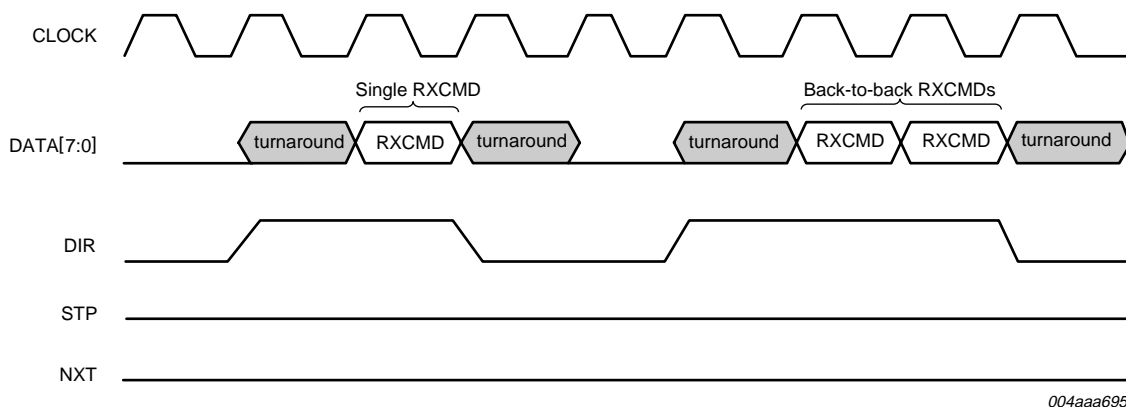 CLOCK
Single RXCMD Back-to-back RXCMDs
DATA[7:0] turnaround RXCMD turnaround turnaround RXCMD RXCMD turnaround
DIR
STP
NXT
004aaa695